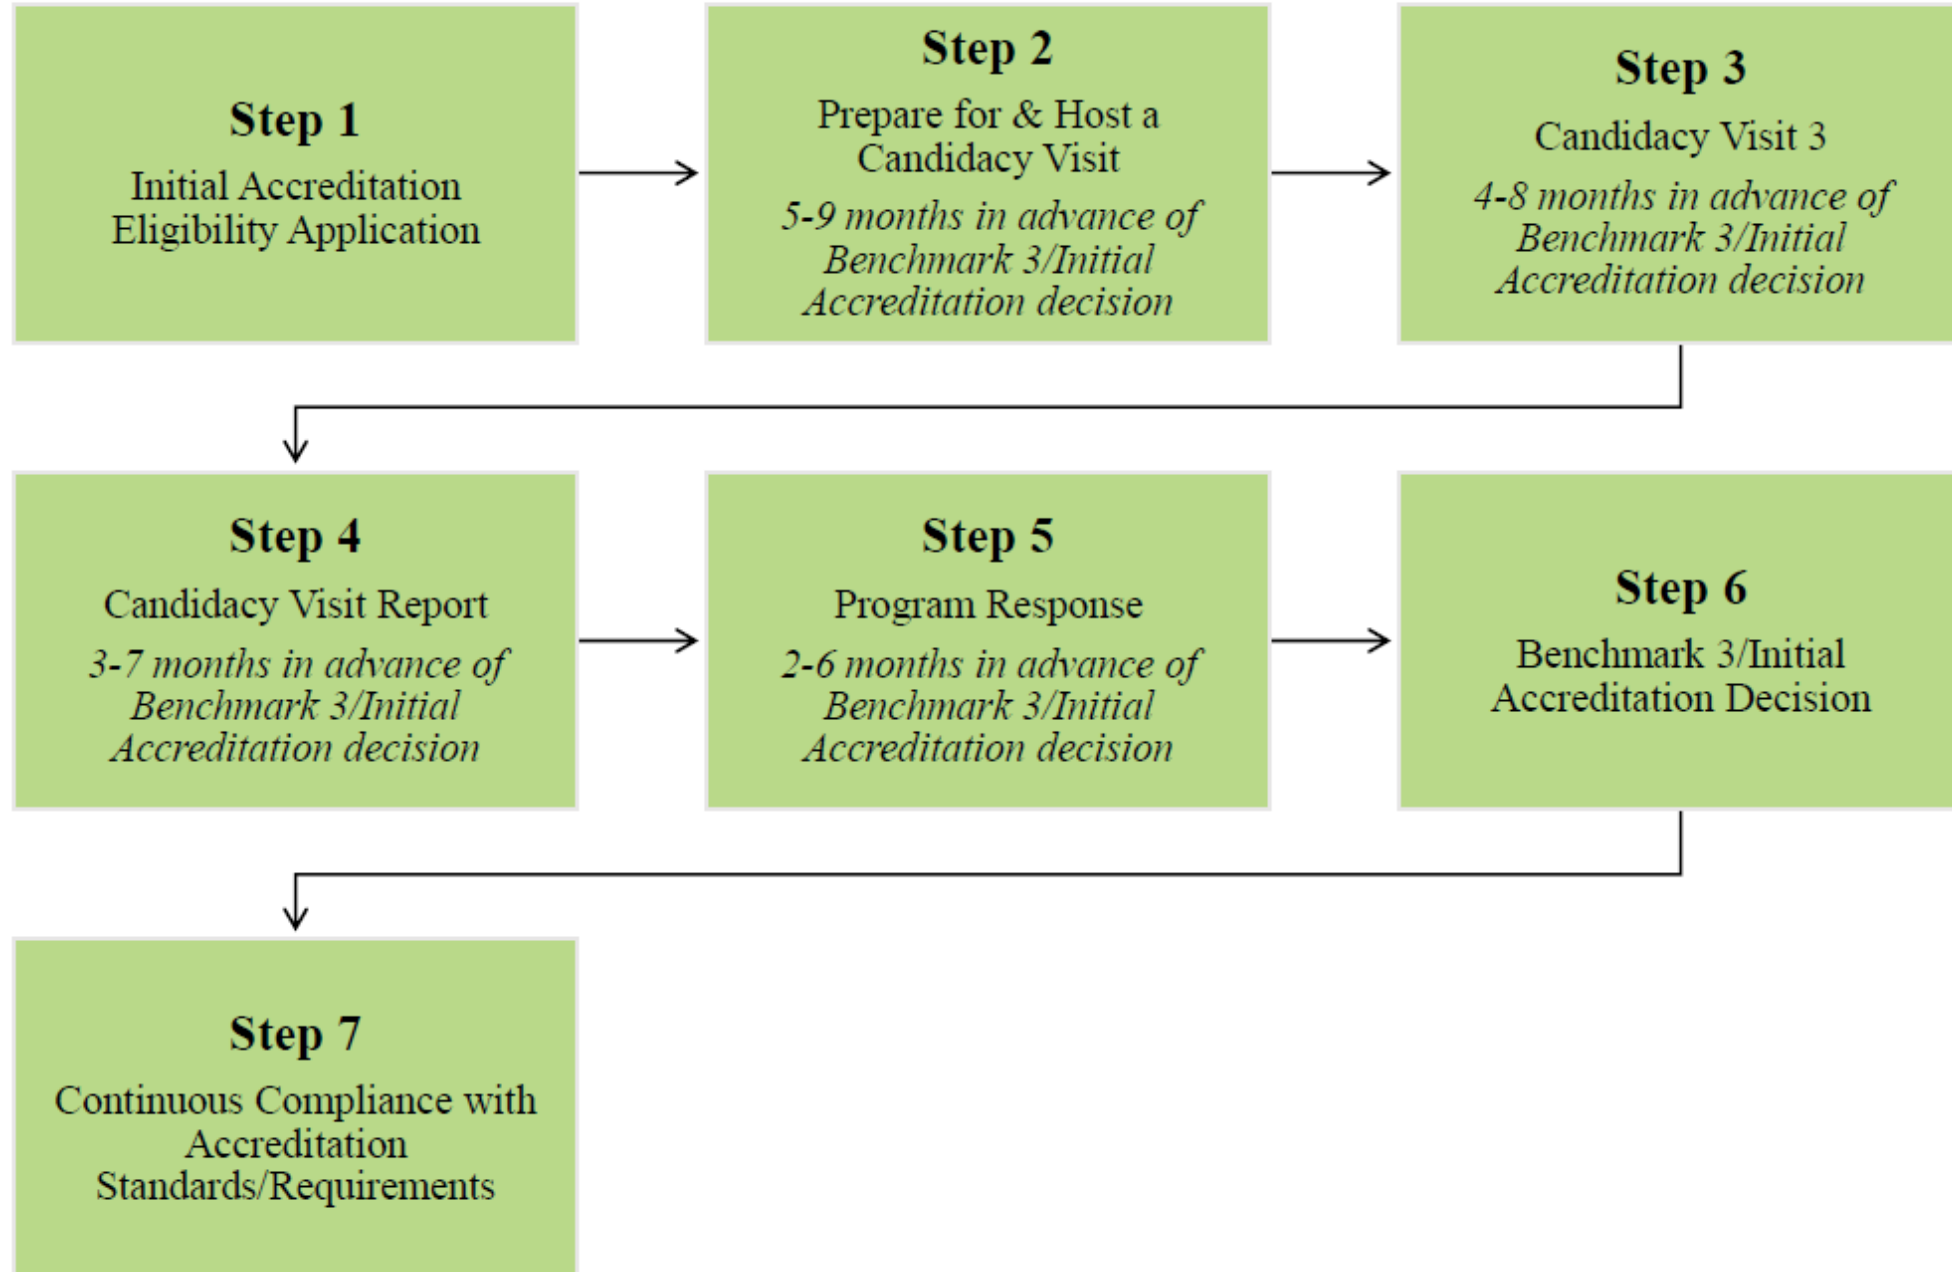 Step 1
Initial Accreditation
Eligibility Application
Step 2
Prepare for & Host a
Candidacy Visit
5-9 months in advance of
Benchmark 3/Initial
Accreditation decision
Step 3
Candidacy Visit 3
4-8 months in advance of
Benchmark 3/Initial
Accreditation decision
Step 4
Candidacy Visit Report
3-7 months in advance of
Benchmark 3/Initial
Accreditation decision
Step 5
Program Response
2-6 months in advance of
Benchmark 3/Initial
Accreditation decision
Step 6
Benchmark 3/Initial
Accreditation Decision
Step 7
Continuous Compliance with
Accreditation
Standards/Requirements